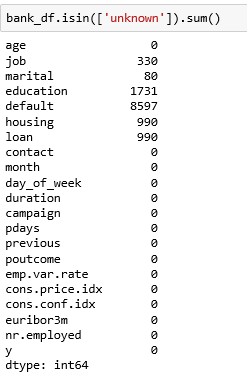 bank_df.isin(['unknown']).sum()
age 0
job 330
marital 80
education 1731
default 8597
housing 990
loan 990
contact 0
month 0
day_of_week 0
duration 0
campaign 0
pdays 0
previous 0
poutcome 0
emp.var.rate 0
cons.price.idx 0
cons.conf.idx 0
euribor3m 0
nr.employed 0
y 0
dtype: int64